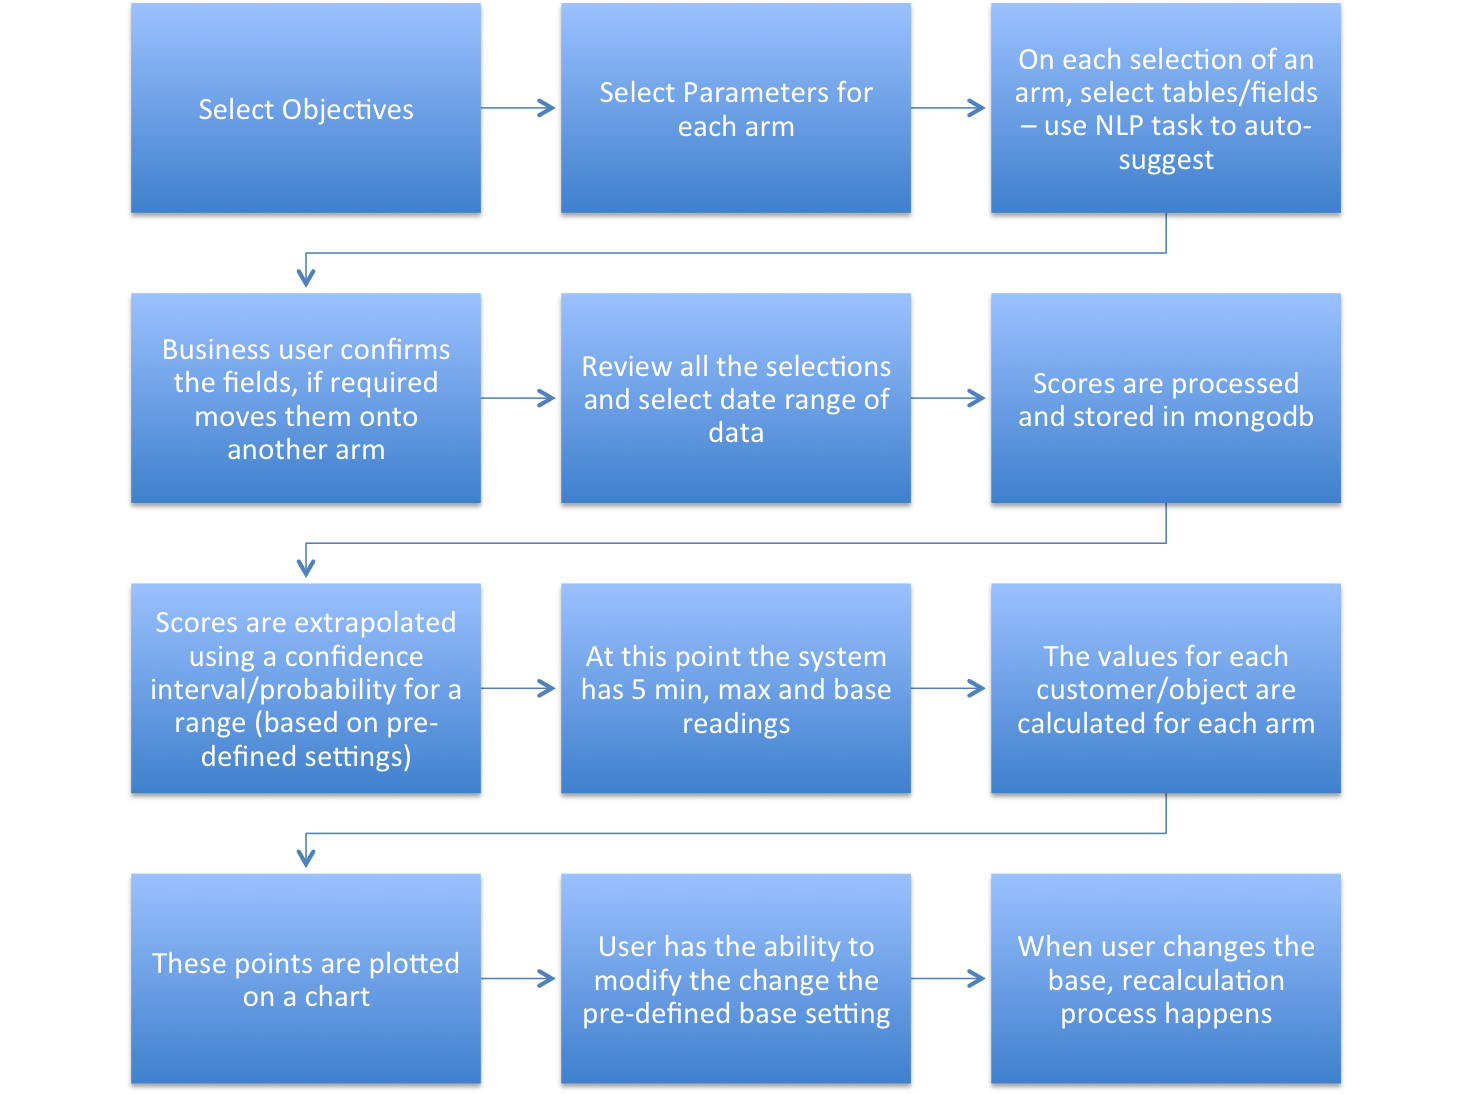 Select Objectives
Select Parameters for
each arm
On each selection of an
arm, select tables/fields
– use NLP task to auto-
suggest
Business user confirms
the fields, if required
moves them onto
another arm
Review all the selections
and select date range of
data
Scores are processed
and stored in mongodb
Scores are extrapolated
using a confidence
interval/probability for a
range (based on pre-
defined settings)
At this point the system
has 5 min, max and base
readings
The values for each
customer/object are
calculated for each arm
These points are plotted
on a chart
User has the ability to
modify the change the
pre-defined base setting
When user changes the
base, recalculation
process happens